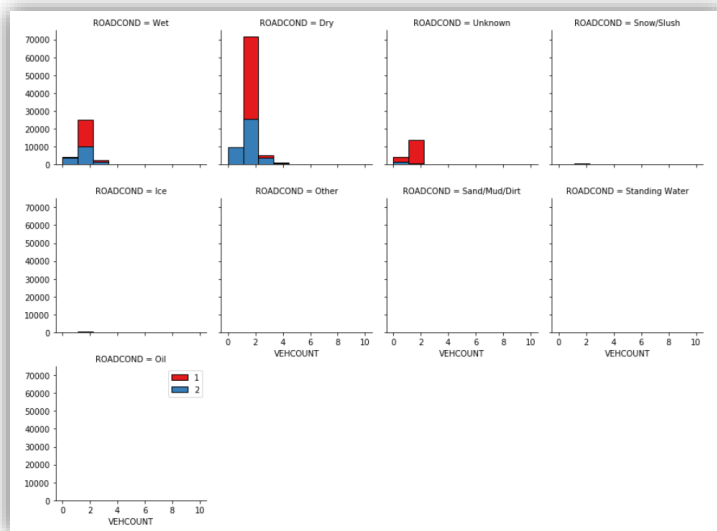 ROADCOND = Wet
ROADCOND = Dry
ROADCOND = Unknown
ROADCOND = Snow/Slush
70000
60000
50000
40000
30000
20000
10000
0
ROADCOND = Ice
ROADCOND = Other
ROADCOND = Sand/Mud/Dirt
ROADCOND = Standing Water
70000
60000
50000
40000
30000
20000
10000
0
0 2 4 6 8 10
VEHCOUNT
0 2 4 6 8 10
VEHCOUNT
0 2 4 6 8 10
VEHCOUNT
ROADCOND = Oil
70000
60000
50000
40000
30000
20000
10000
0
1
2
0 2 4 6 8 10
VEHCOUNT